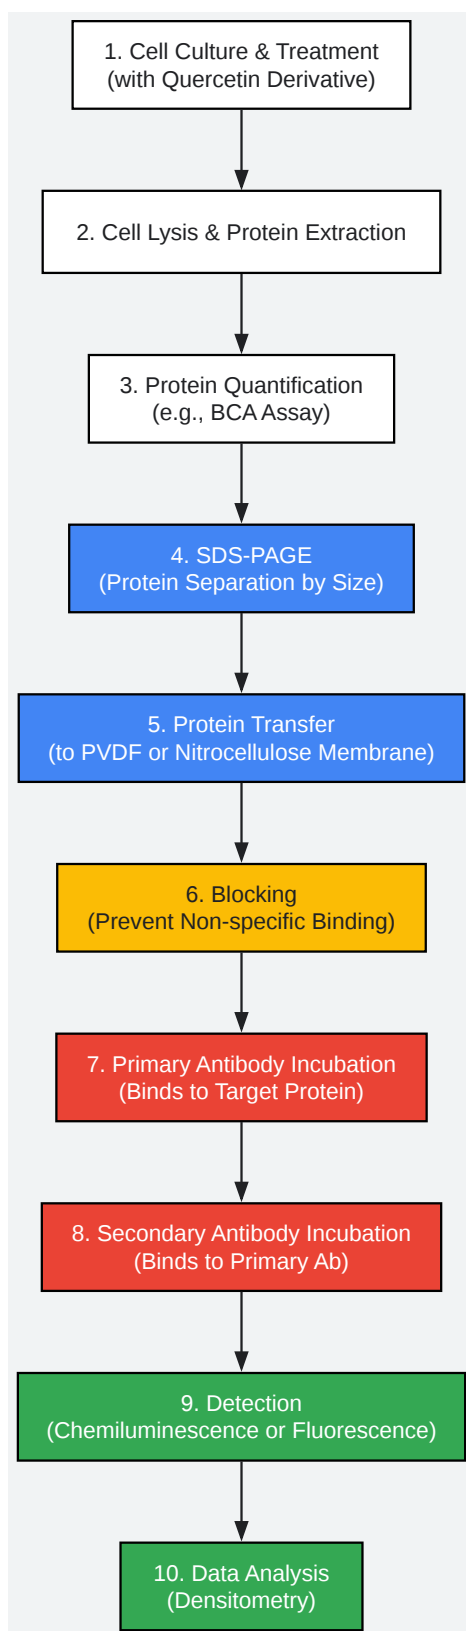 1. Cell Culture & Treatment
(with Quercetin Derivative)
2. Cell Lysis & Protein Extraction
3. Protein Quantification
(e.g., BCA Assay)
4. SDS-PAGE
(Protein Separation by Size)
5. Protein Transfer
(to PVDF or Nitrocellulose Membrane)
6. Blocking
(Prevent Non-specific Binding)
7. Primary Antibody Incubation
(Binds to Target Protein)
8. Secondary Antibody Incubation
(Binds to Primary Ab)
9. Detection
(Chemiluminescence or Fluorescence)
10. Data Analysis
(Densitometry)